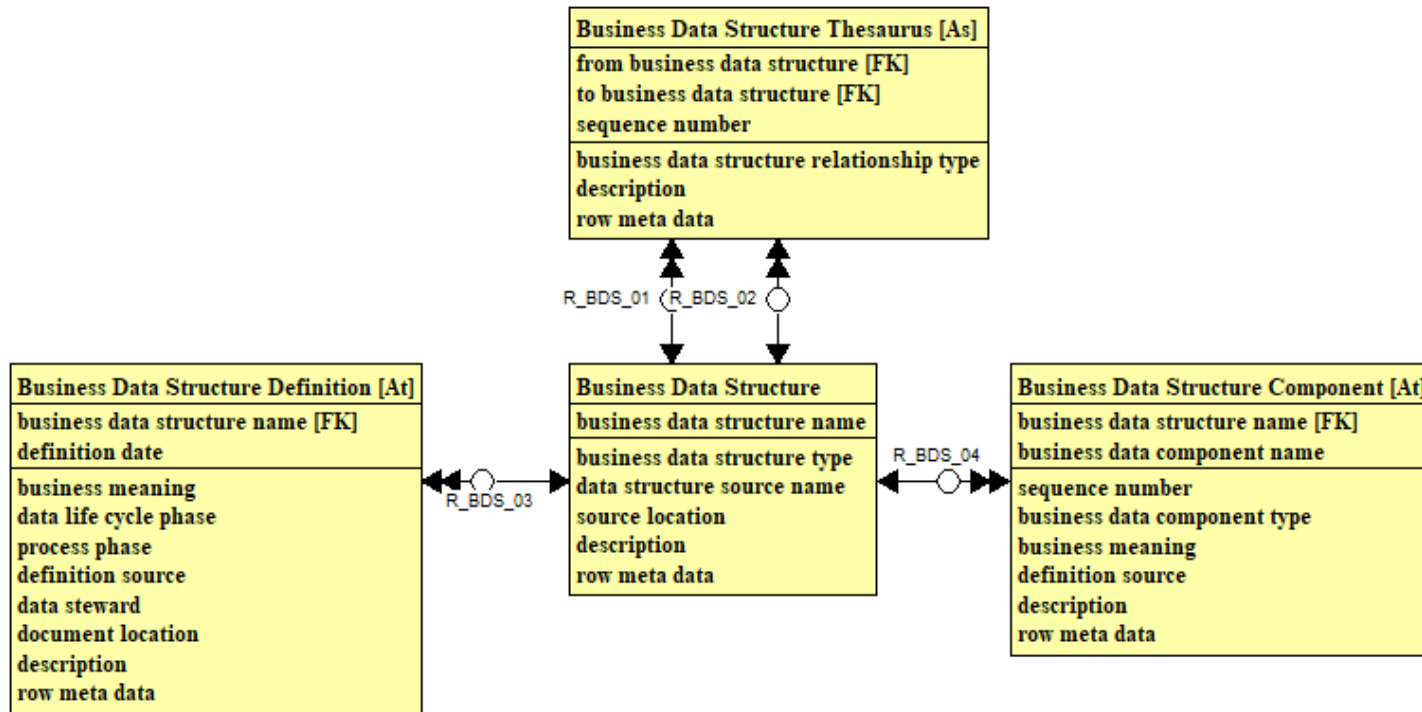 Business Data Structure Thesaurus [As]
from business data structure [FK]
to business data structure [FK]
sequence number
business data structure relationship type
description
row meta data
R_BDS_01
R_BDS_02
Business Data Structure Definition [At]
business data structure name [FK]
definition date
business meaning
data life cycle phase
process phase
definition source
data steward
document location
description
row meta data
R_BDS_03
Business Data Structure
business data structure name
business data structure type
data structure source name
source location
description
row meta data
R_BDS_04
Business Data Structure Component [At]
business data structure name [FK]
business data component name
sequence number
business data component type
business meaning
definition source
description
row meta data